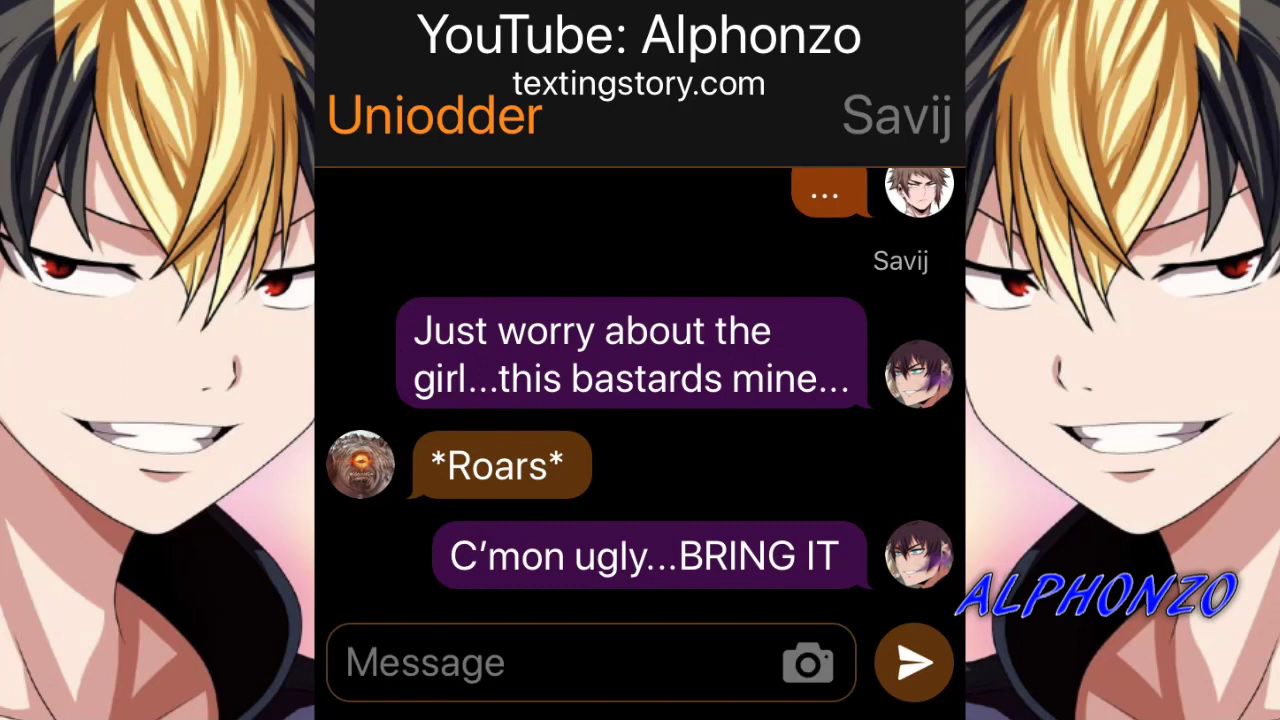 YouTube: Alphonzo
textingstory.com
Uniodder
Savij
...
Savij
Just worry about the
girl...this bastards mine...
*Roars*
C'mon ugly...BRING IT
ALPHONZO
Message